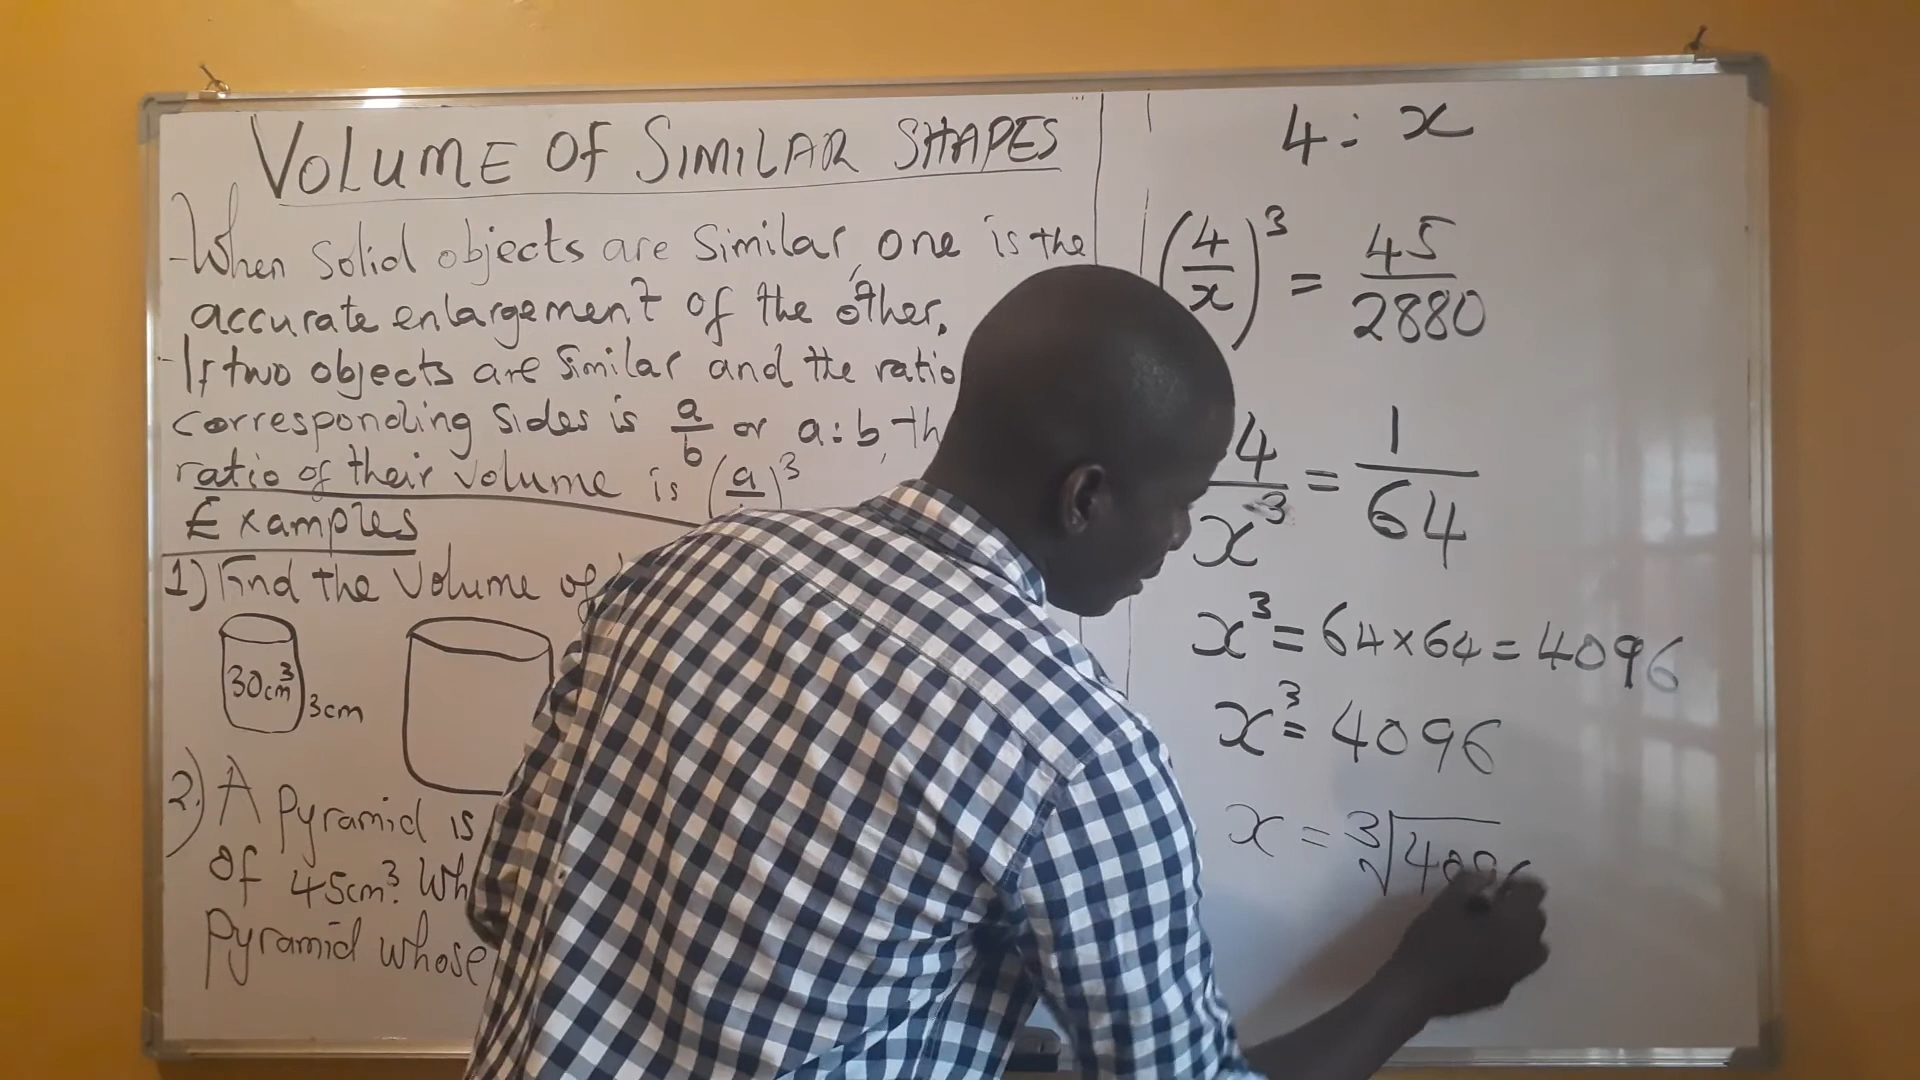 VOLUME OF SIMILAR SHAPES
- When solid objects are similar, one is the
accurate enlargement of the other.
- If two objects are similar and the ratio
corresponding sides is a/b or a:b, th
ratio of their volume is (a/
Examples
1) Find the volume of
30cm³
3cm
2.) A pyramid is
of 45cm³. Wh
Pyramid whose
4 : x
(4/x)³ = 45/2880
4/x³ = 1/64
x³ = 64 x 64 = 4096
x³ = 4096
x = ³√409